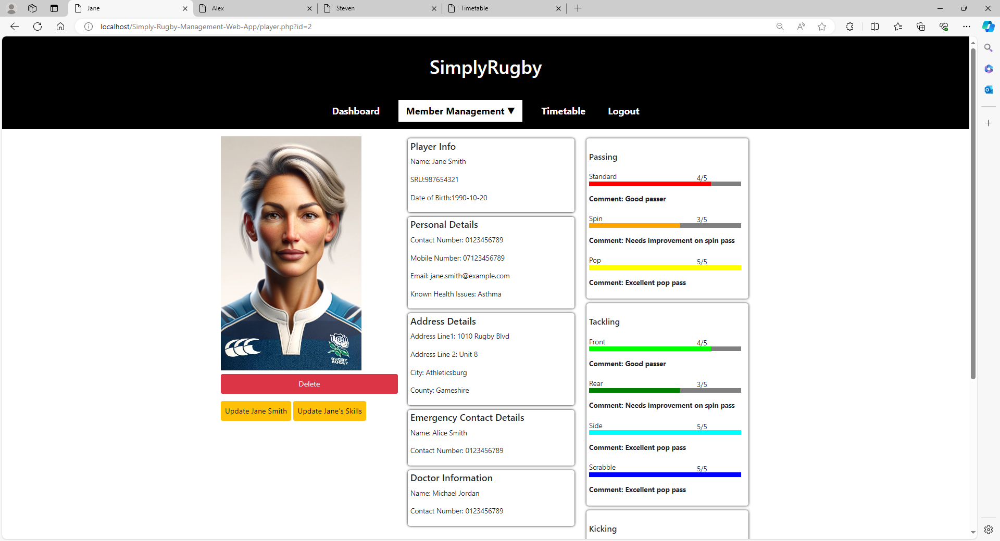 Jane
Alex
Steven
Timetable
localhost/Simply-Rugby-Management-Web-App/player.php?id=2
SimplyRugby
Dashboard
Member Management ▼
Timetable
Logout
RUGBY
Delete
Update Jane Smith
Update Jane's Skills
Player Info
Name: Jane Smith
SRU:987654321
Date of Birth:1990-10-20
Personal Details
Contact Number: 0123456789
Mobile Number: 07123456789
Email: jane.smith@example.com
Known Health Issues: Asthma
Address Details
Address Line1: 1010 Rugby Blvd
Address Line 2: Unit 8
City: Athleticsburg
County: Gameshire
Emergency Contact Details
Name: Alice Smith
Contact Number: 0123456789
Doctor Information
Name: Michael Jordan
Contact Number: 0123456789
Passing
Standard 4/5
Comment: Good passer
Spin 3/5
Comment: Needs improvement on spin pass
Pop 5/5
Comment: Excellent pop pass
Tackling
Front 4/5
Comment: Good passer
Rear 3/5
Comment: Needs improvement on spin pass
Side 5/5
Comment: Excellent pop pass
Scrabble 5/5
Comment: Excellent pop pass
Kicking